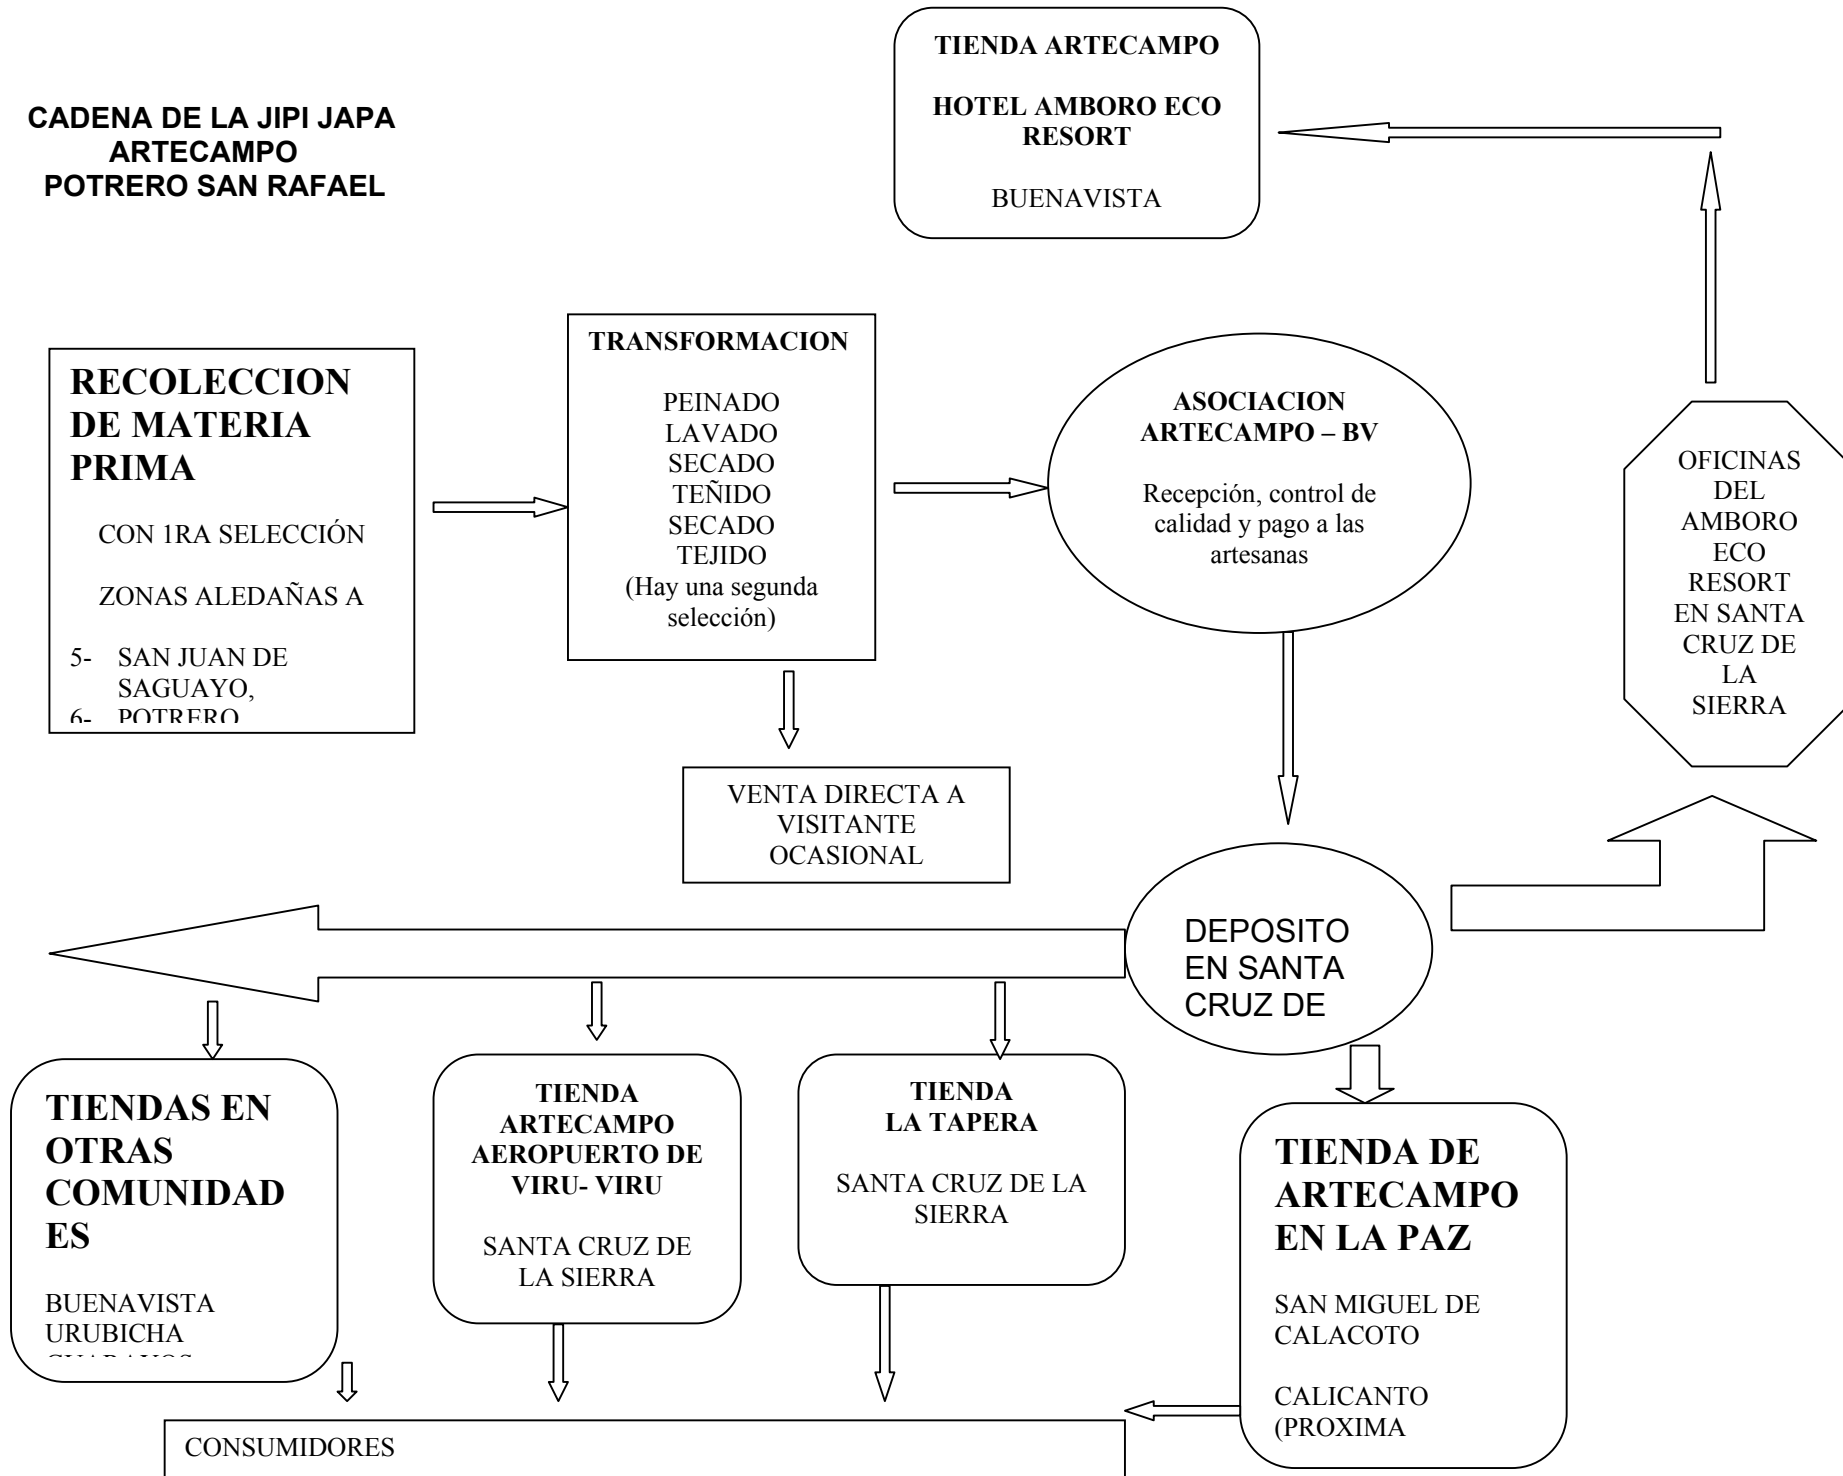 CADENA DE LA JIPI JAPA
ARTECAMPO
POTRERO SAN RAFAEL
TIENDA ARTECAMPO
HOTEL AMBORO ECO
RESORT
BUENAVISTA
RECOLECCION
DE MATERIA
PRIMA
CON 1RA SELECCIÓN
ZONAS ALEDAÑAS A
5- SAN JUAN DE
SAGUAYO,
6- POTRERO
TRANSFORMACION
PEINADO
LAVADO
SECADO
TEÑIDO
SECADO
TEJIDO
(Hay una segunda
selección)
ASOCIACION
ARTECAMPO – BV
Recepción, control de
calidad y pago a las
artesanas
OFICINAS
DEL
AMBORO
ECO
RESORT
EN SANTA
CRUZ DE
LA
SIERRA
VENTA DIRECTA A
VISITANTE
OCASIONAL
DEPOSITO
EN SANTA
CRUZ DE
TIENDAS EN
OTRAS
COMUNIDAD
ES
BUENAVISTA
URUBICHA
TIENDA
ARTECAMPO
AEROPUERTO DE
VIRU- VIRU
SANTA CRUZ DE
LA SIERRA
TIENDA
LA TAPERA
SANTA CRUZ DE LA
SIERRA
TIENDA DE
ARTECAMPO
EN LA PAZ
SAN MIGUEL DE
CALACOTO
CALICANTO
(PROXIMA
CONSUMIDORES